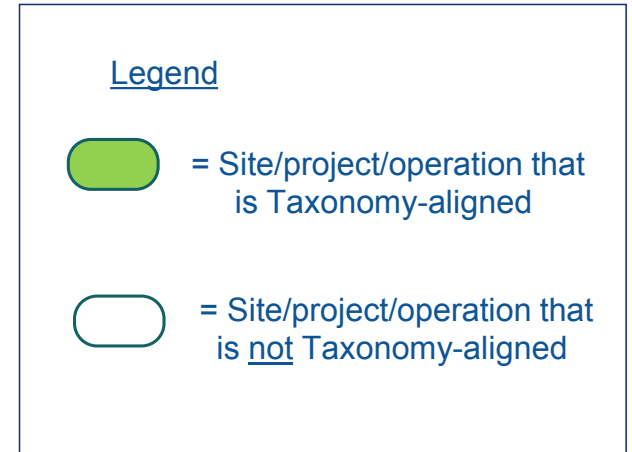 Legend
= Site/project/operation that
is Taxonomy-aligned
= Site/project/operation that
is not Taxonomy-aligned